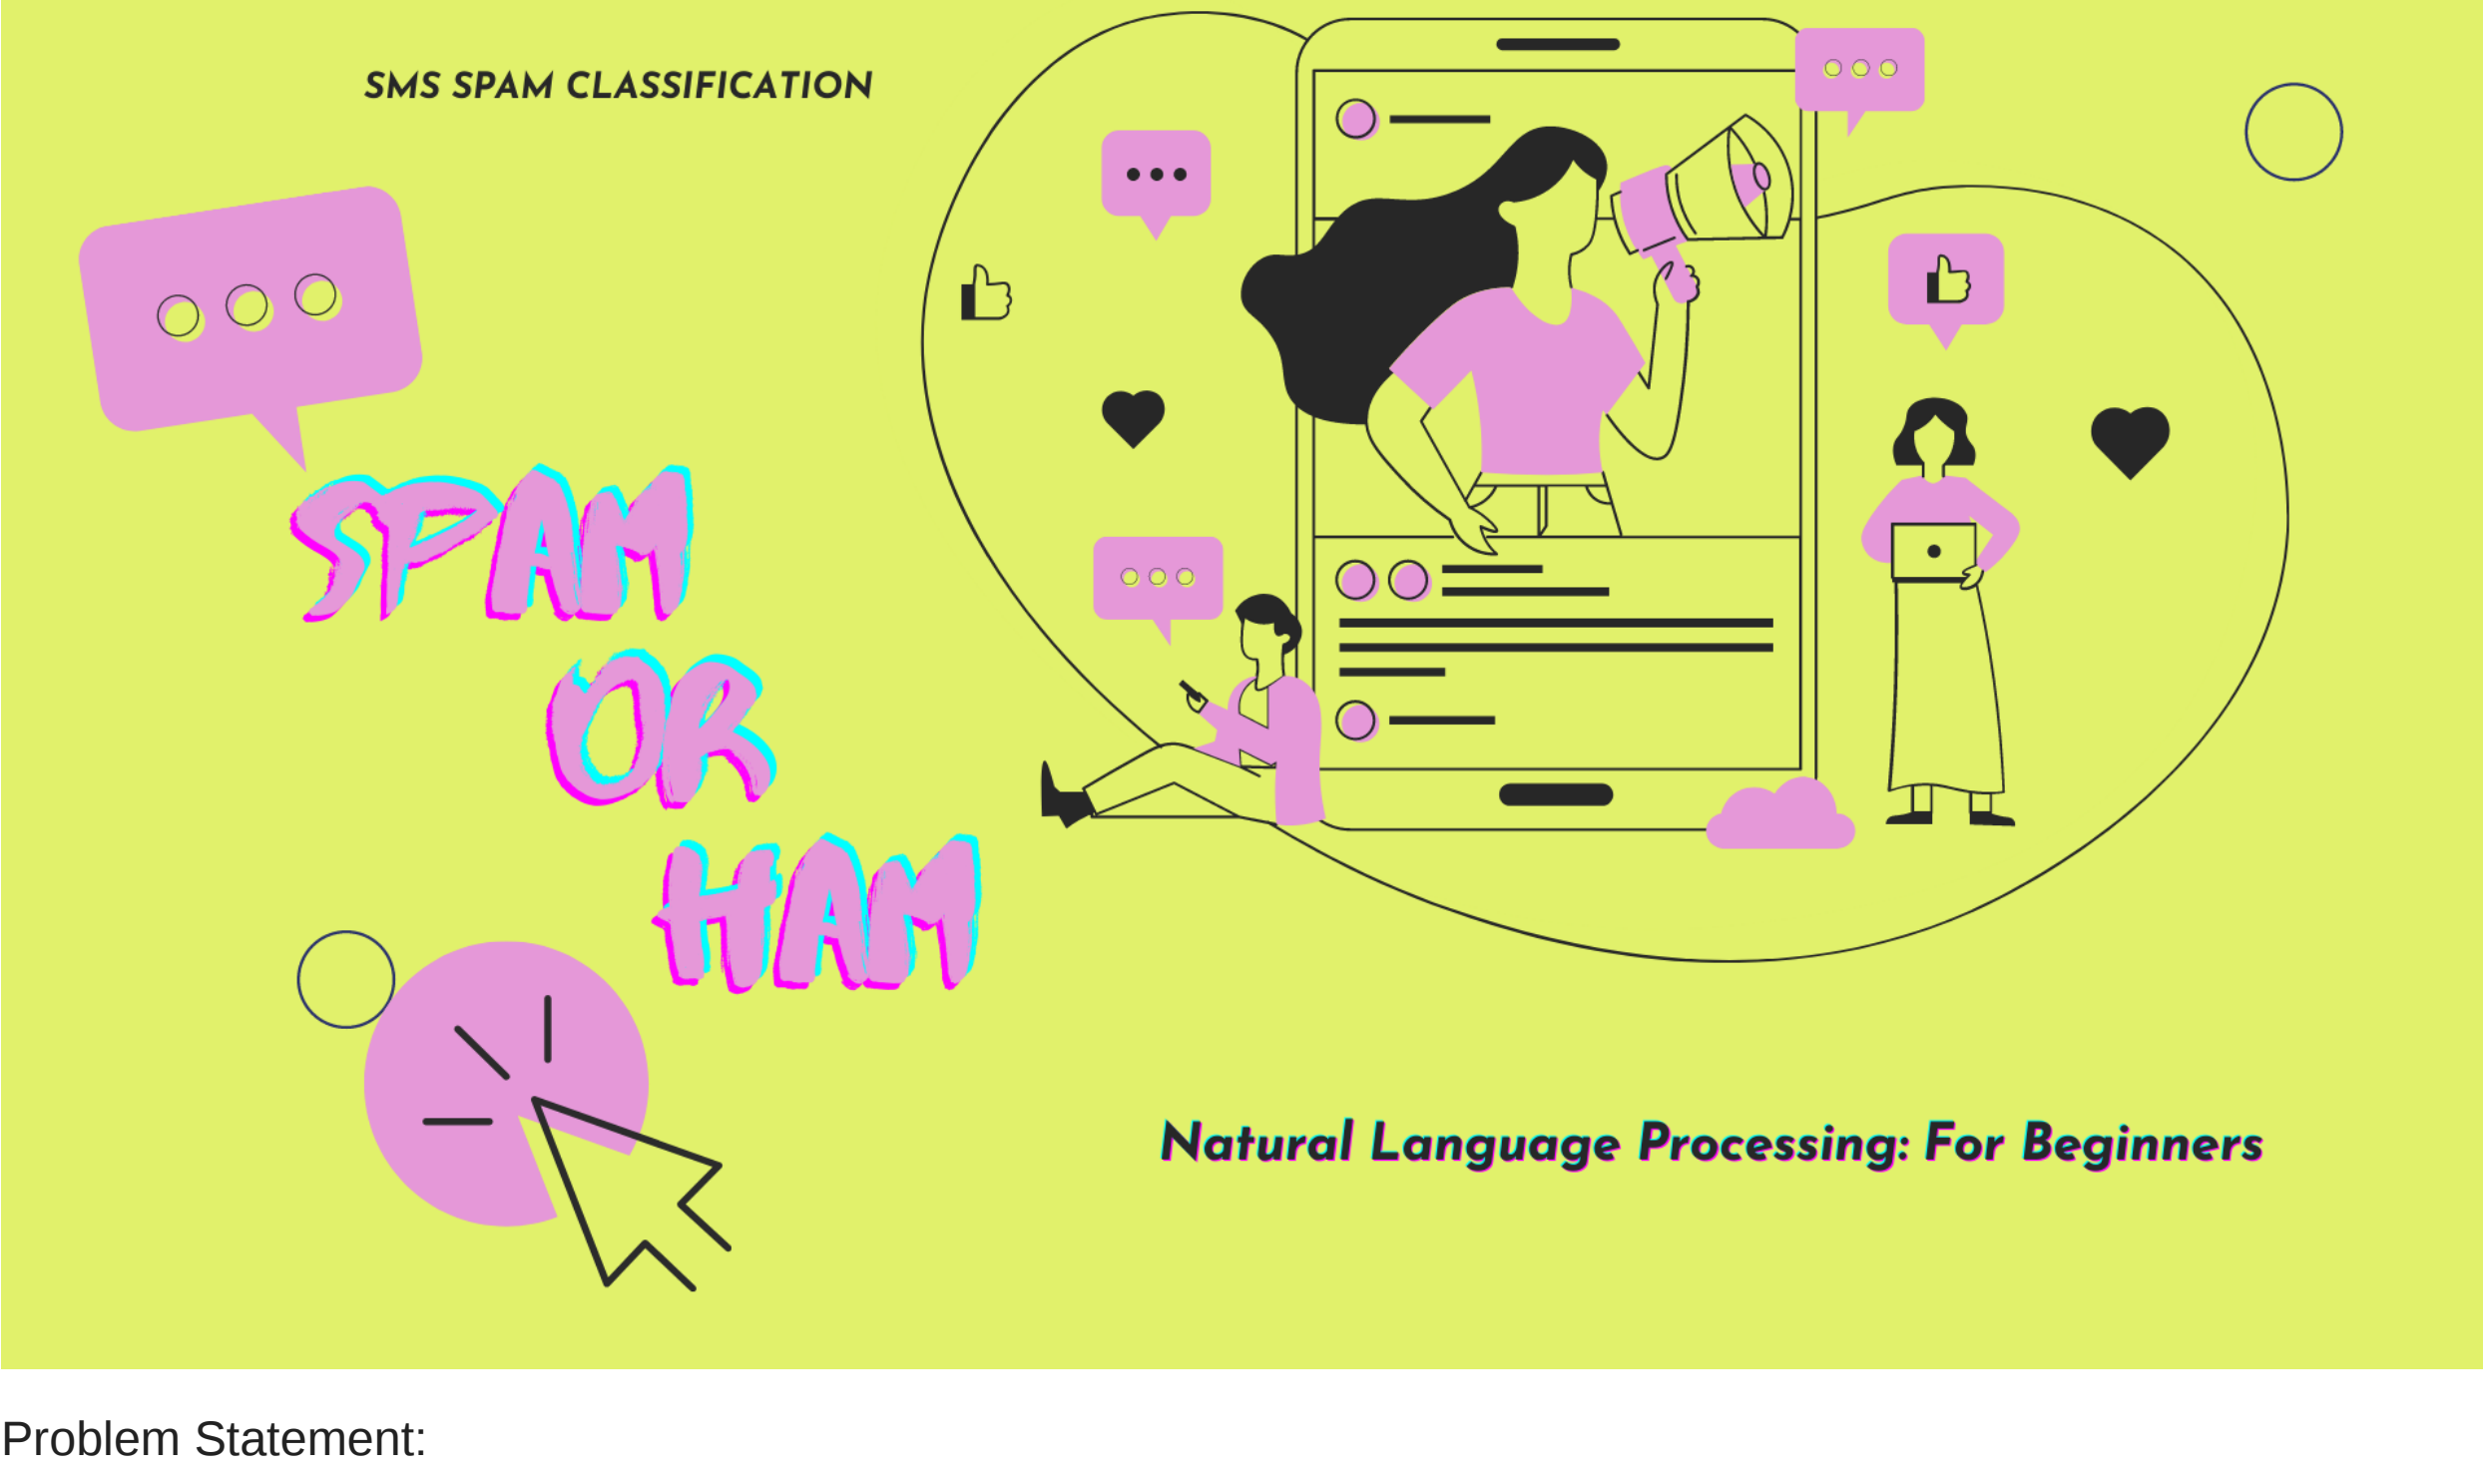 SMS SPAM CLASSIFICATION
SPAM
OR
HAM
Natural Language Processing: For Beginners
Problem Statement: